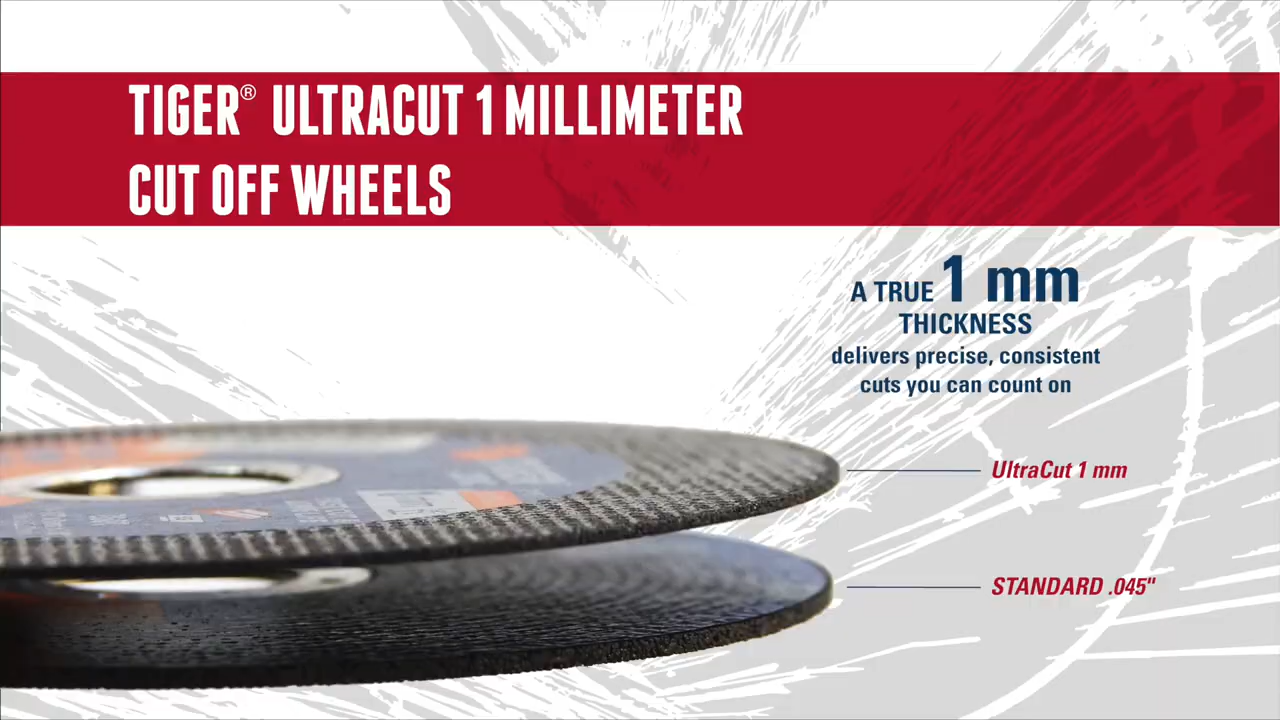 TIGER® ULTRACUT 1 MILLIMETER
CUT OFF WHEELS
A TRUE 1 mm
THICKNESS
delivers precise, consistent
cuts you can count on
UltraCut 1 mm
STANDARD .045"